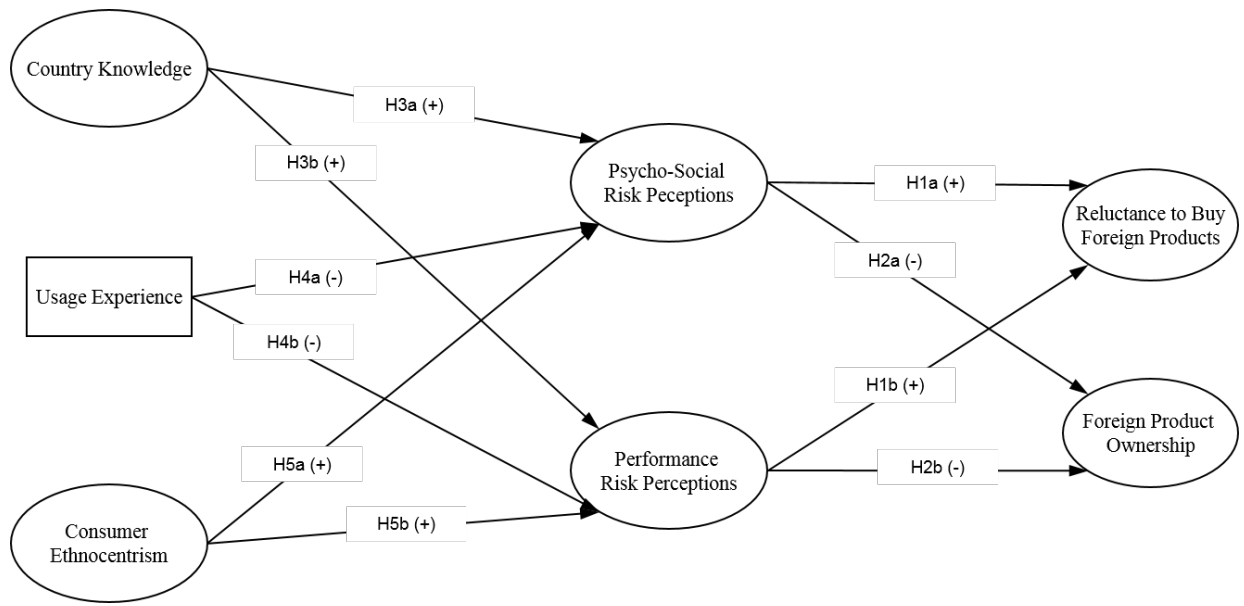 Country Knowledge
H3a (+)
H3b (+)
Psycho-Social
Risk Peceptions
H1a (+)
Reluctance to Buy
Foreign Products
H2a (-)
Usage Experience
H4a (-)
H4b (-)
H1b (+)
Foreign Product
Ownership
H5a (+)
Performance
Risk Perceptions
H2b (-)
Consumer
Ethnocentrism
H5b (+)